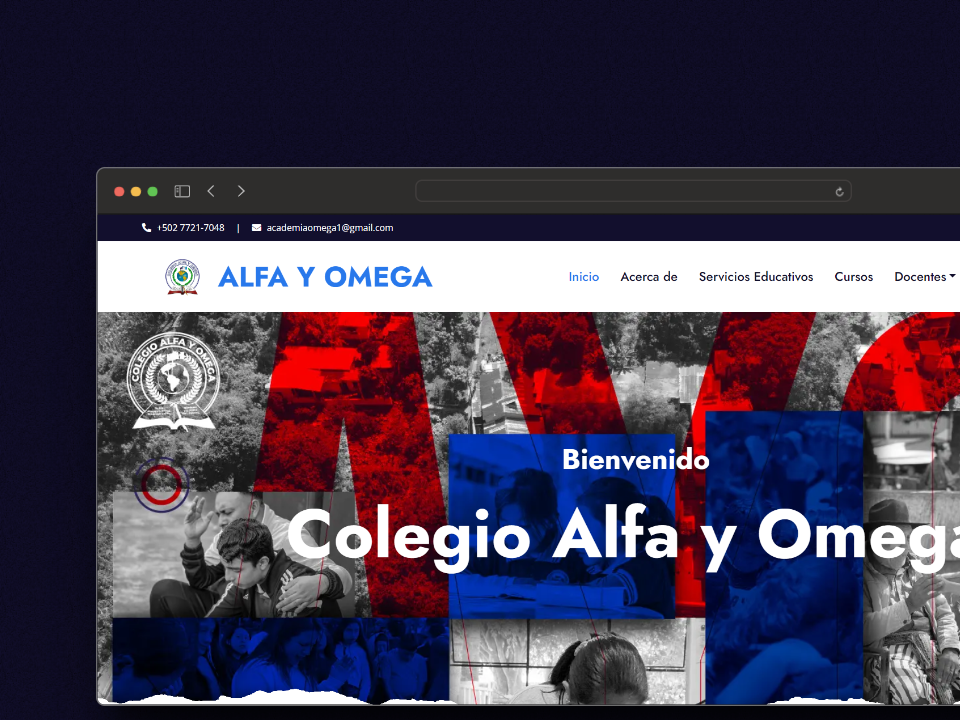 +502 7721-7048 | academiaomega1@gmail.com
ALFA Y OMEGA
Inicio Acerca de Servicios Educativos Cursos Docentes
COLEGIO ALFA Y OMEGA
Bienvenido
Colegio Alfa y Omega